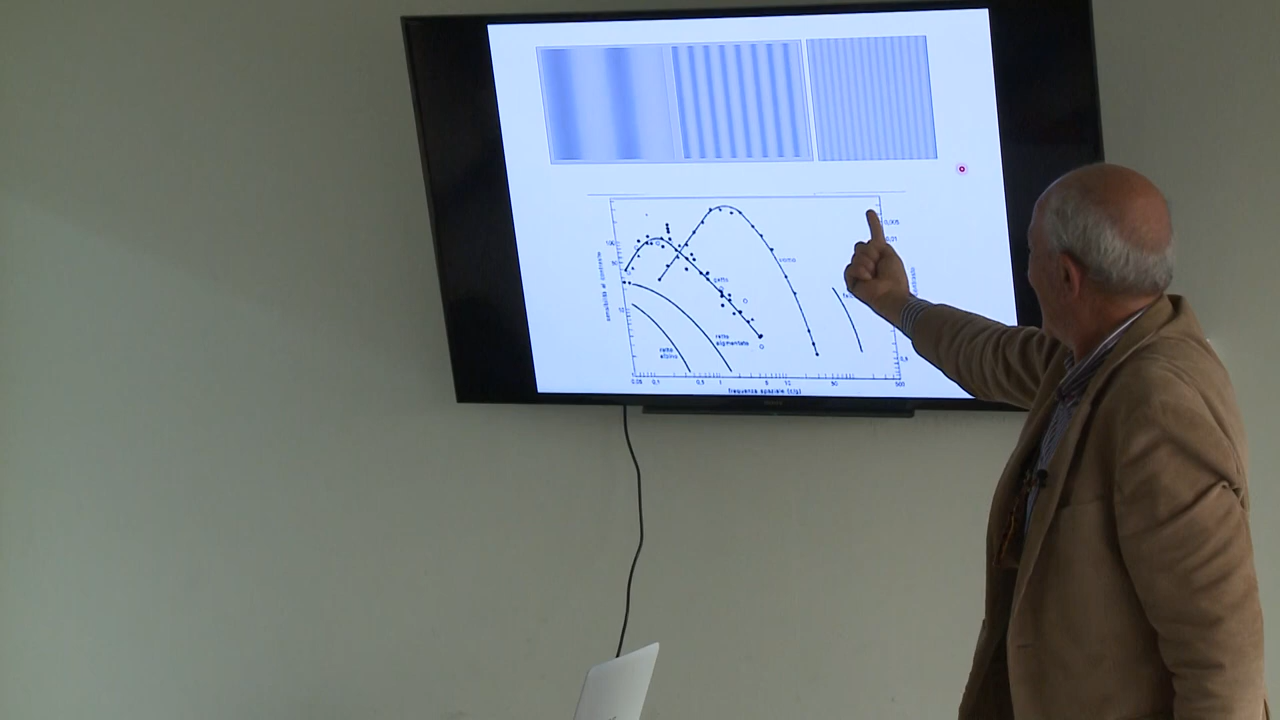 0,005
0,01
100
sensibilità al contrasto
uomo
gatto
10
ratto
pigmentato
ratto
albino
0.05 0,1 0,5 1 5 10 50 500
frequenza spaziale (c/g)